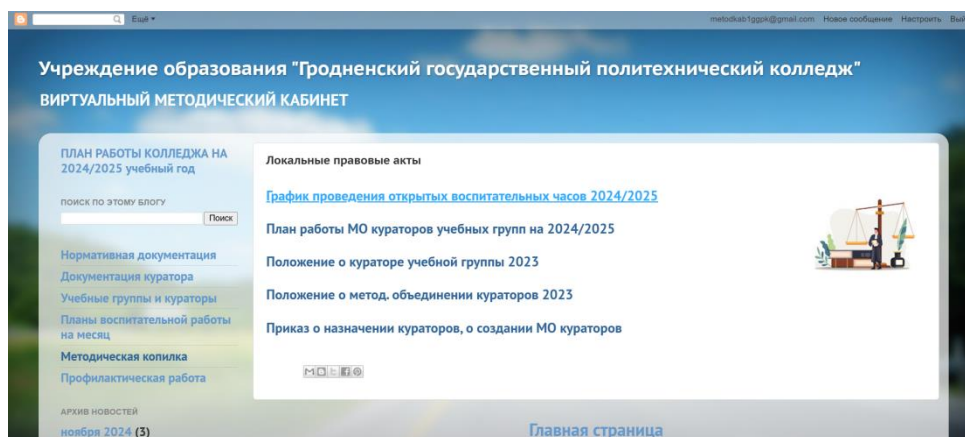 Ещё
metodkab1ggpk@gmail.com Новое сообщение Настроить
Учреждение образования "Гродненский государственный политехнический колледж"
ВИРТУАЛЬНЫЙ МЕТОДИЧЕСКИЙ КАБИНЕТ
ПЛАН РАБОТЫ КОЛЛЕДЖА НА
2024/2025 учебный год
ПОИСК ПО ЭТОМУ БЛОГУ
Поиск
Нормативная документация
Документация куратора
Учебные группы и кураторы
Планы воспитательной работы
на месяц
Методическая копилка
Профилактическая работа
АРХИВ НОВОСТЕЙ
ноября 2024 (3)
Локальные правовые акты
График проведения открытых воспитательных часов 2024/2025
План работы МО кураторов учебных групп на 2024/2025
Положение о кураторе учебной группы 2023
Положение о метод. объединении кураторов 2023
Приказ о назначении кураторов, о создании МО кураторов
Главная страница